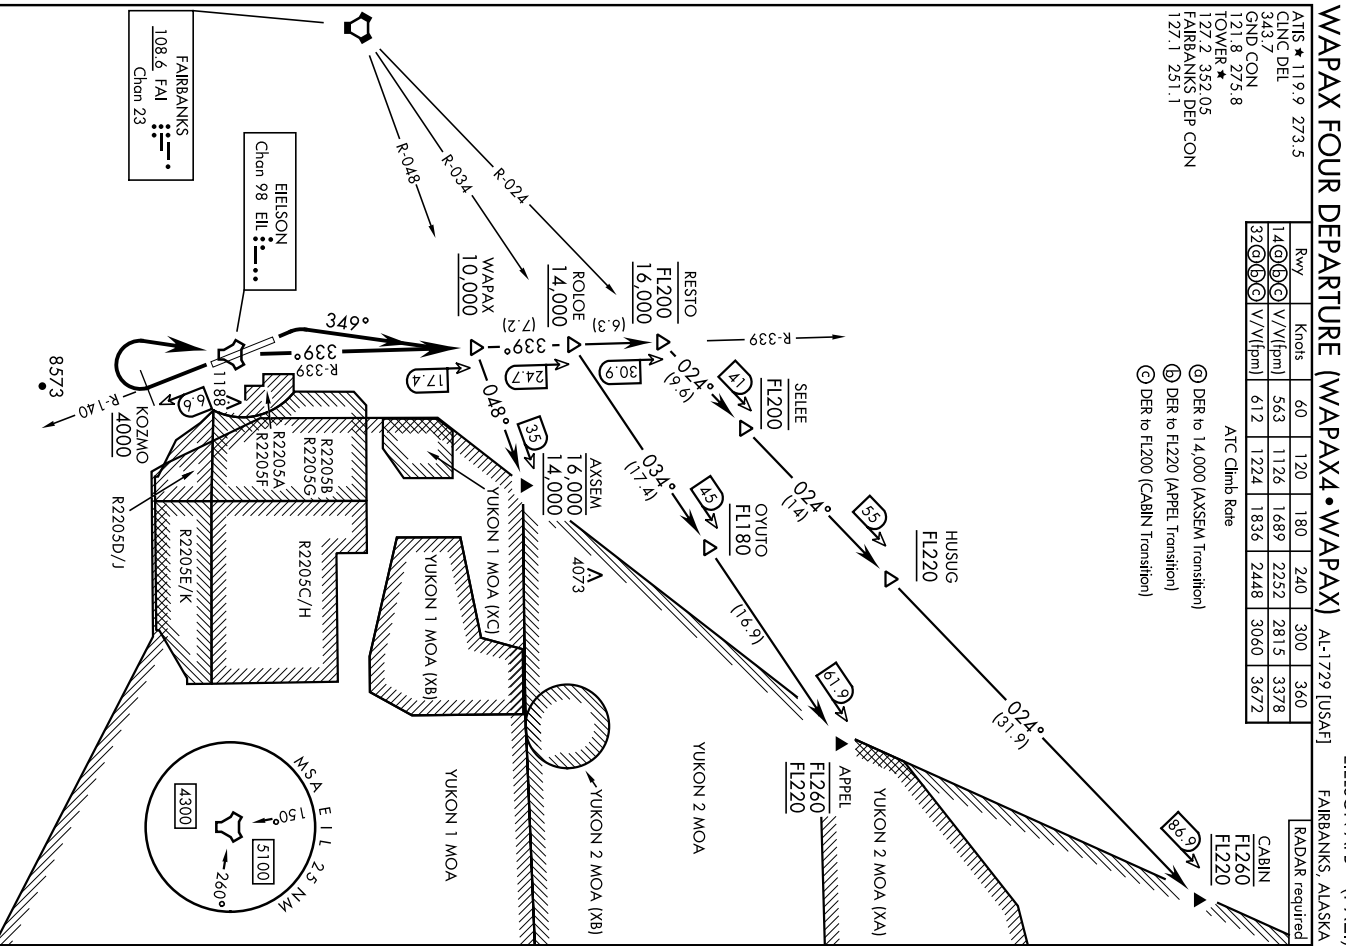 WAPAX FOUR DEPARTURE (WAPAX4•WAPAX) AL-1729 [USAF]
FAIRBANKS, ALASKA
RADAR required
ATIS ★ 119.9 273.5
CLNC DEL
343.7
GND CON
121.8 275.8
TOWER ★
127.2 352.05
FAIRBANKS DEP CON
127.1 251.1
Rwy Knots 60 120 180 240 300 360
14 ⓐⓑⓒ V/V(fpm) 563 1126 1689 2252 2815 3378
32 ⓐⓑⓒ V/V(fpm) 612 1224 1836 2448 3060 3672
ATC Climb Rate
ⓐ DER to 14,000 (AXSEM Transition)
ⓑ DER to FL220 (APPEL Transition)
ⓒ DER to FL200 (CABIN Transition)
CABIN
FL260
FL220
86.9
024°
(31.9)
HUSUG
FL220
55
024°
(14)
SELEE
FL200
41
024°
(9.6)
RESTO
FL200
16,000
30.9
R-339
(6.3)
ROLOE
14,000
24.7
339°
(7.2)
WAPAX
10,000
17.4
R-024
R-034
R-048
034°
(17.4)
OYUTO
FL180
45
(16.9)
61.9
APPEL
FL260
FL220
048°
35
AXSEM
16,000
14,000
4073
YUKON 2 MOA (XA)
YUKON 2 MOA
YUKON 2 MOA (XB)
YUKON 1 MOA
YUKON 1 MOA (XC)
YUKON 1 MOA (XB)
349°
339°
R-339
FAIRBANKS
108.6 FAI
Chan 23
EIELSON
Chan 98 EIL
1188
6.6
KOZMO
4000
R-140
8573
R2205B
R2205G
R2205A
R2205F
R2205C/H
R2205D/J
R2205E/K
MSA EIL 25 NM
150°
5100
4300
260°